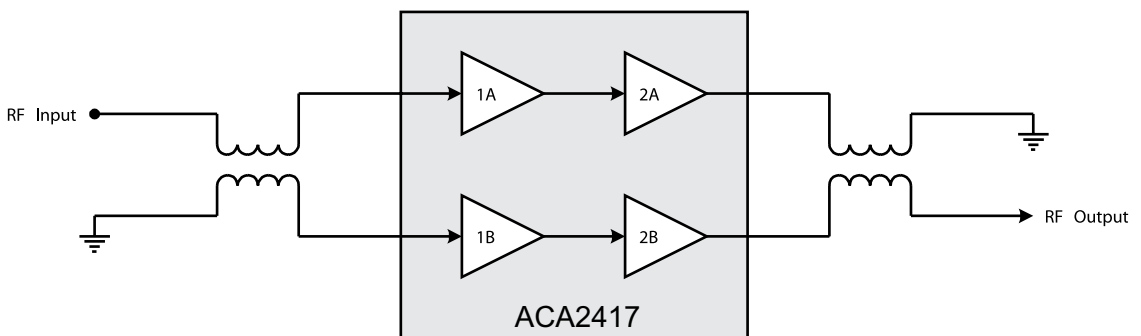 RF Input
1A
2A
1B
2B
RF Output
ACA2417